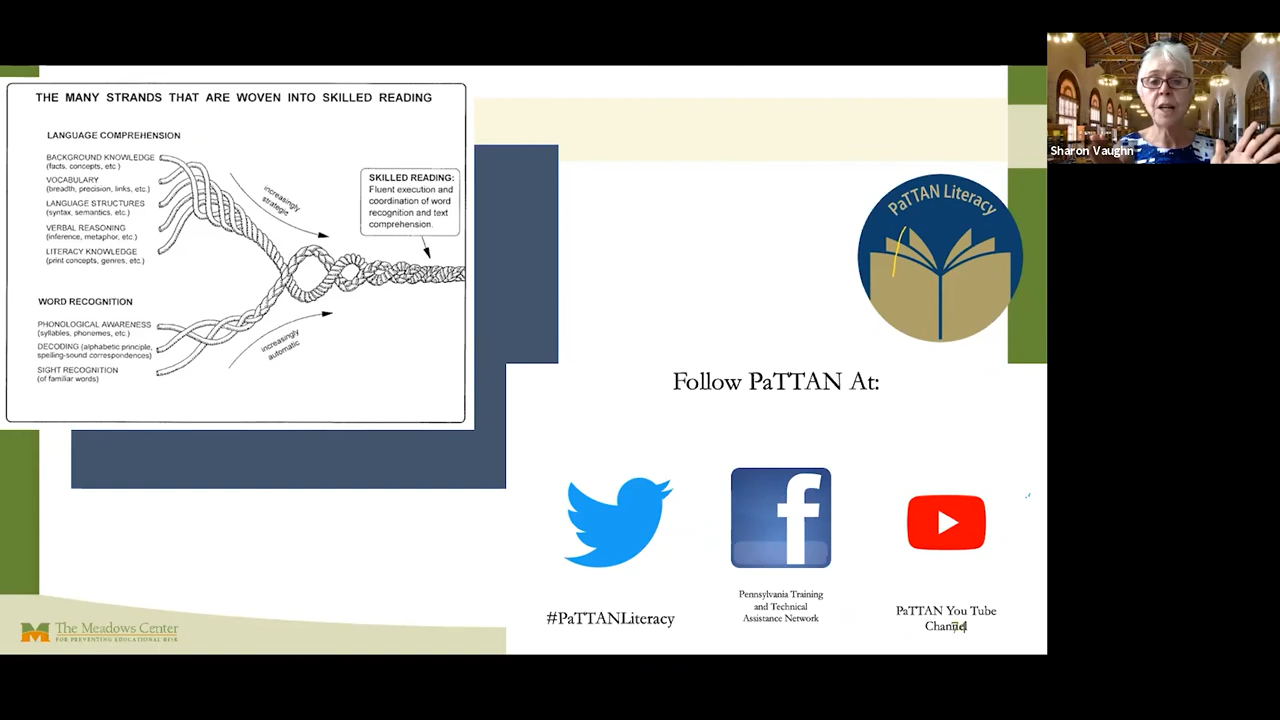 THE MANY STRANDS THAT ARE WOVEN INTO SKILLED READING
LANGUAGE COMPREHENSION
BACKGROUND KNOWLEDGE
(facts, concepts, etc.)
VOCABULARY
(breadth, precision, links, etc.)
LANGUAGE STRUCTURES
(syntax, semantics, etc.)
VERBAL REASONING
(inference, metaphor, etc.)
LITERACY KNOWLEDGE
(print concepts, genres, etc.)
increasingly
strategic
SKILLED READING:
Fluent execution and
coordination of word
recognition and text
comprehension.
WORD RECOGNITION
PHONOLOGICAL AWARENESS
(syllables, phonemes, etc.)
DECODING (alphabetic principle,
spelling-sound correspondences)
SIGHT RECOGNITION
(of familiar words)
increasingly
automatic
Sharon Vaughn
PaTTAN Literacy
Follow PaTTAN At:
#PaTTANLiteracy
Pennsylvania Training
and Technical
Assistance Network
PaTTAN You Tube
Channel
74
The Meadows Center
FOR PREVENTING EDUCATIONAL RISK